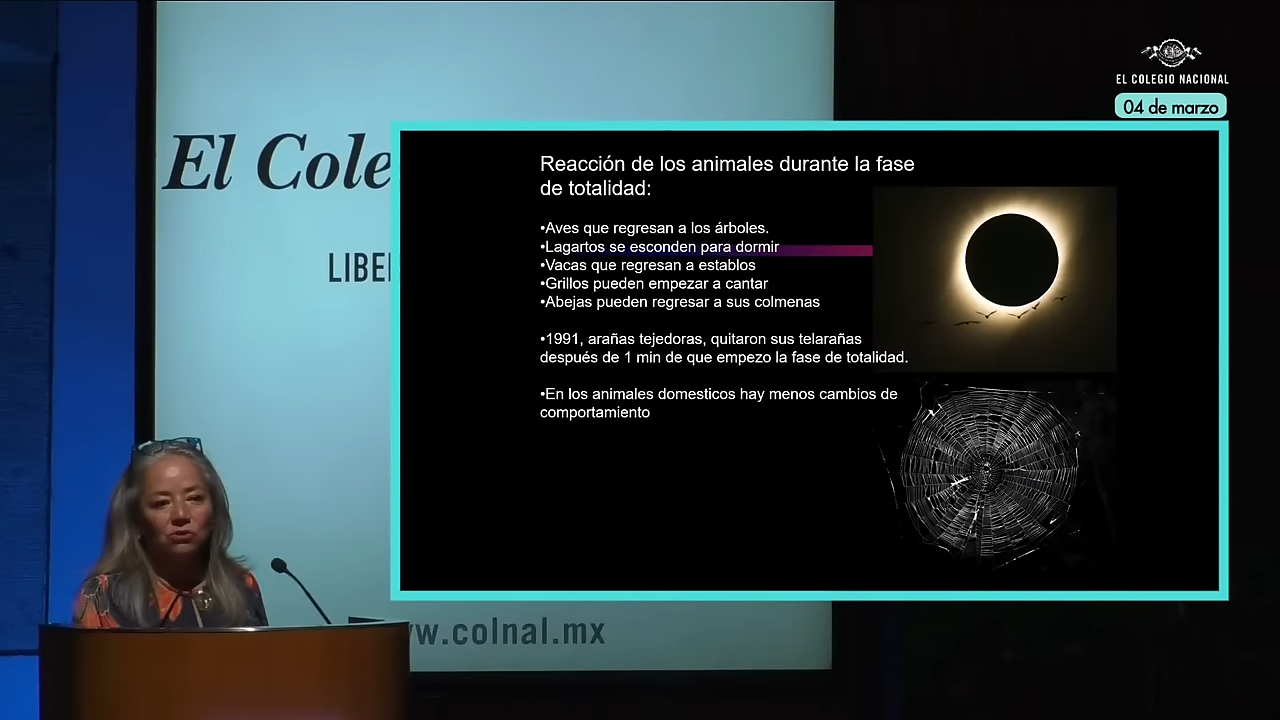 EL COLEGIO NACIONAL
04 de marzo
El Cole
LIBE
Reacción de los animales durante la fase
de totalidad:
•Aves que regresan a los árboles.
•Lagartos se esconden para dormir
•Vacas que regresan a establos
•Grillos pueden empezar a cantar
•Abejas pueden regresar a sus colmenas
•1991, arañas tejedoras, quitaron sus telarañas
después de 1 min de que empezo la fase de totalidad.
•En los animales domesticos hay menos cambios de
comportamiento
w.colnal.mx